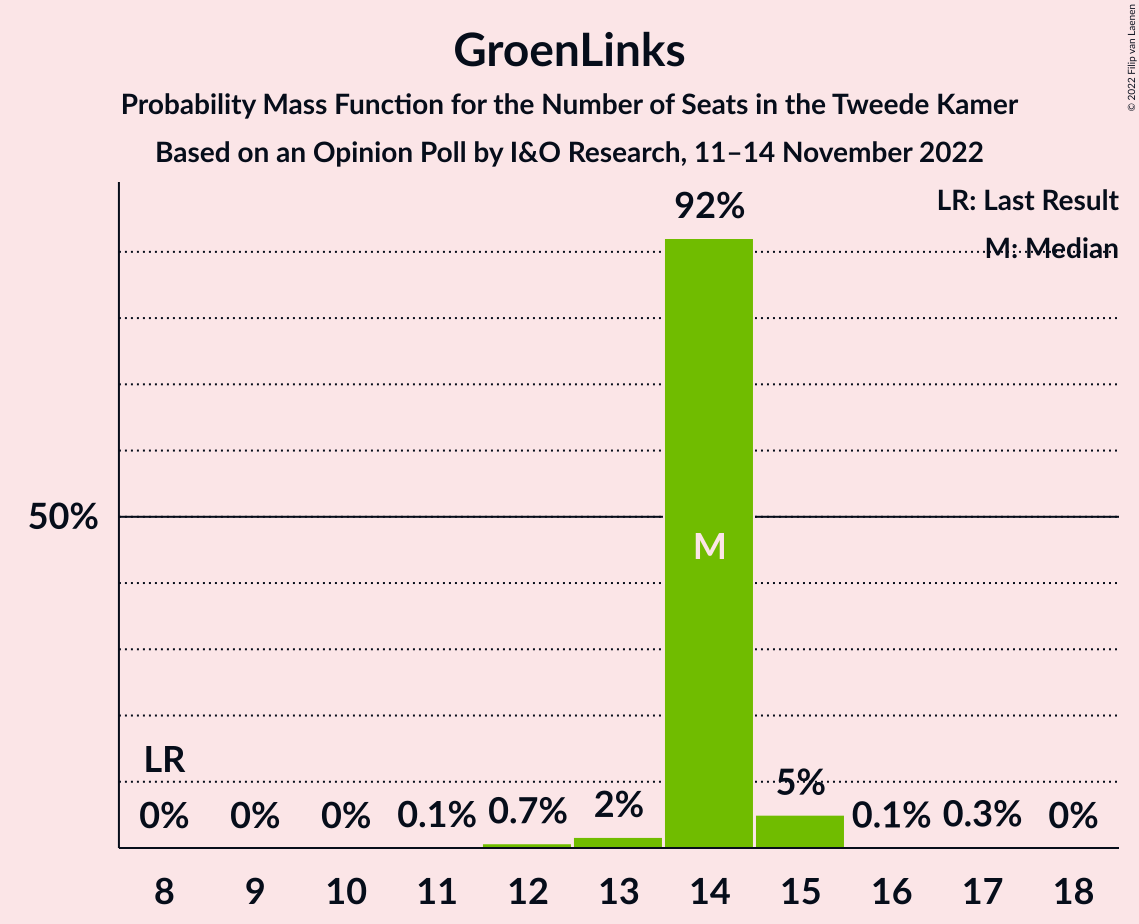 GroenLinks
Probability Mass Function for the Number of Seats in the Tweede Kamer
Based on an Opinion Poll by I&O Research, 11–14 November 2022
© 2022 Filip van Laenen
LR: Last Result
M: Median
92%
50%
M
LR
0% 0% 0% 0.1% 0.7% 2% 5% 0.1% 0.3% 0%
8 9 10 11 12 13 14 15 16 17 18